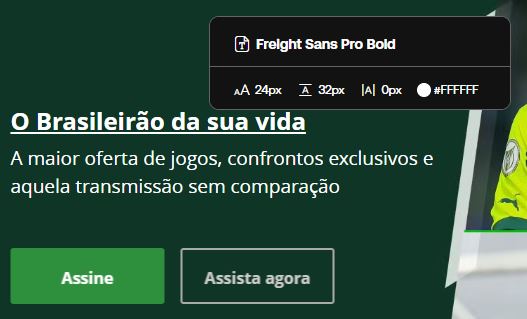 Freight Sans Pro Bold
AA 24px A 32px |A| 0px #FFFFFF
O Brasileirão da sua vida
A maior oferta de jogos, confrontos exclusivos e
aquela transmissão sem comparação
Assine Assista agora